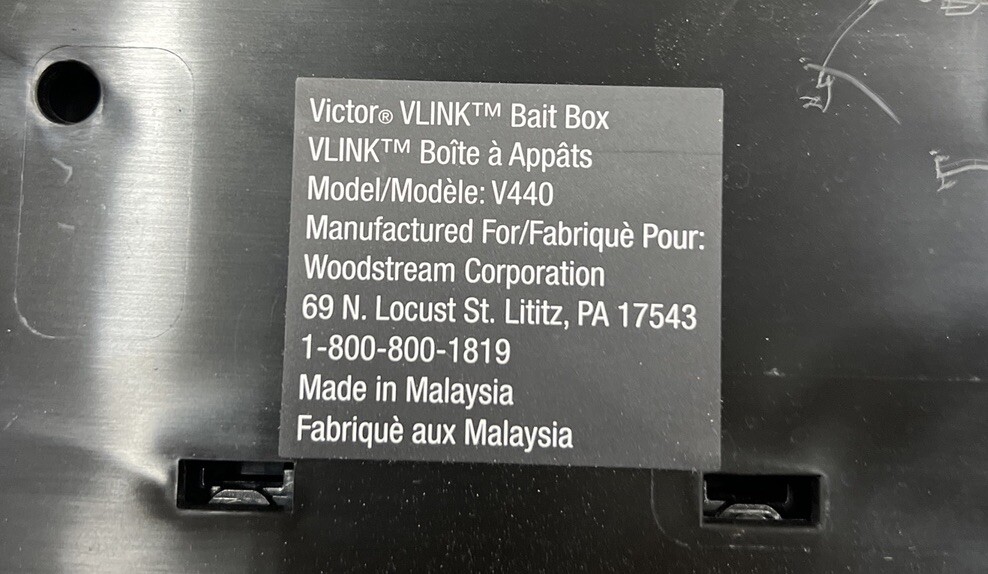 Victor® VLINK™ Bait Box
VLINK™ Boîte à Appâts
Model/Modèle: V440
Manufactured For/Fabriquè Pour:
Woodstream Corporation
69 N. Locust St. Lititz, PA 17543
1-800-800-1819
Made in Malaysia
Fabriquè aux Malaysia